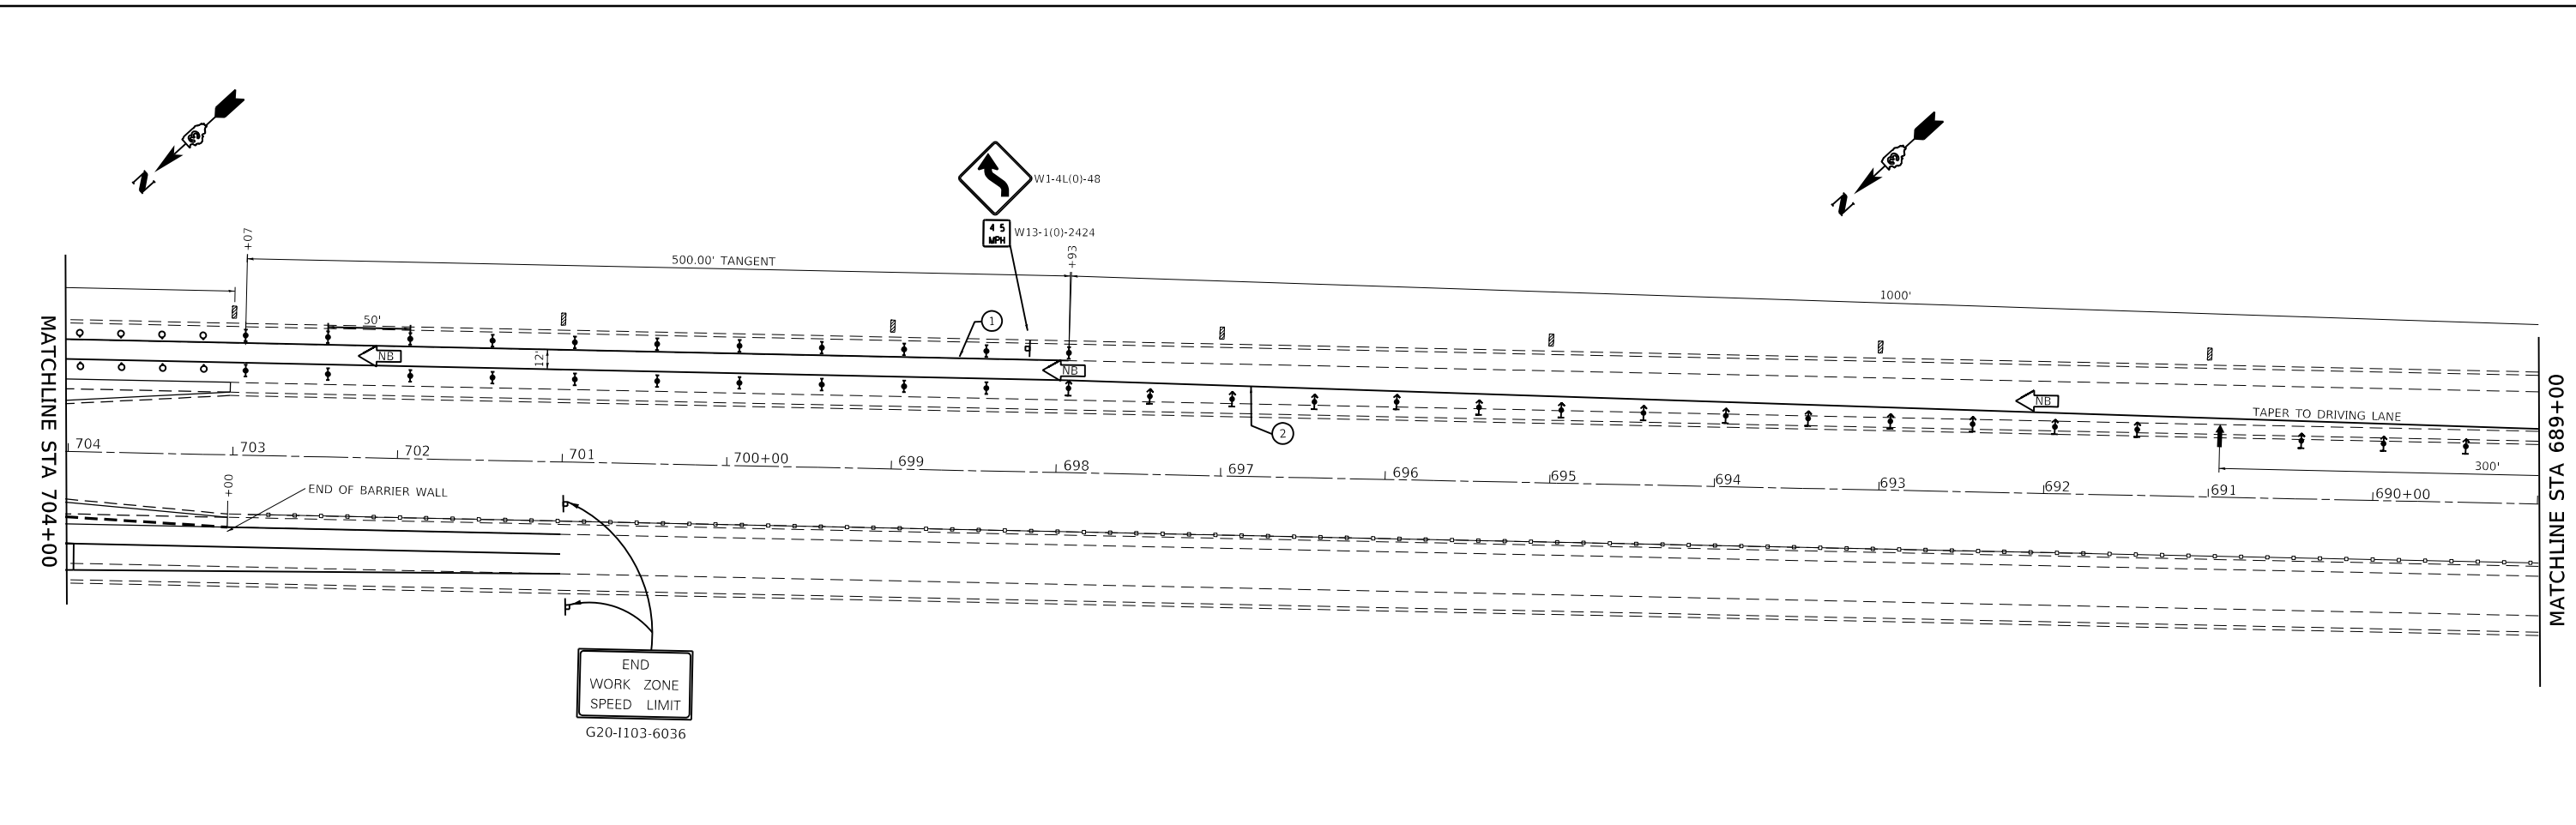 N
N
W1-4L(0)-48
45
MPH
W13-1(0)-2424
+07
500.00' TANGENT
+93
1000'
50'
1
NB
12'
NB
NB
2
TAPER TO DRIVING LANE
300'
MATCHLINE STA 704+00
MATCHLINE STA 689+00
704
703
702
701
700+00
699
698
697
696
695
694
693
692
691
690+00
+00
END OF BARRIER WALL
END
WORK ZONE
SPEED LIMIT
G20-I103-6036